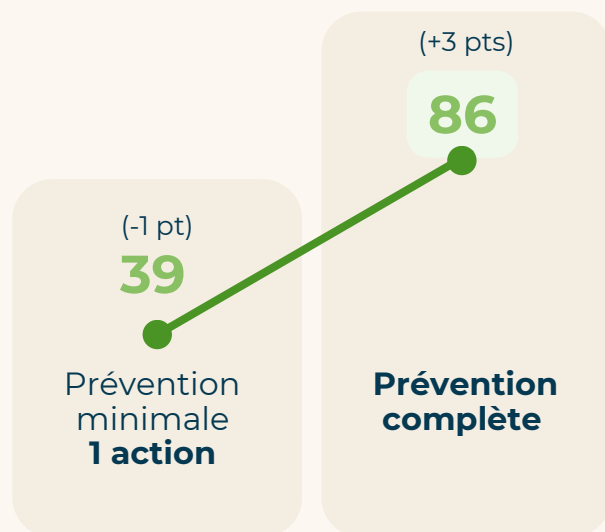 (+3 pts)
86
(-1 pt)
39
Prévention
minimale
1 action
Prévention
complète